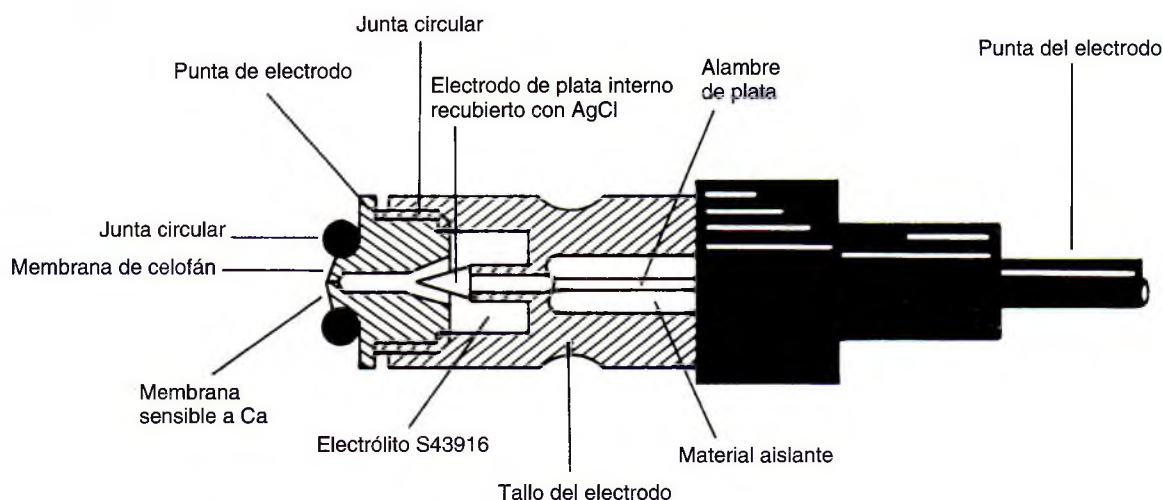 Junta circular
Punta del electrodo
Punta de electrodo
Electrodo de plata interno
recubierto con AgCl
Alambre
de plata
Junta circular
Membrana de celofán
Membrana
sensible a Ca
Electrólito S43916
Material aislante
Tallo del electrodo